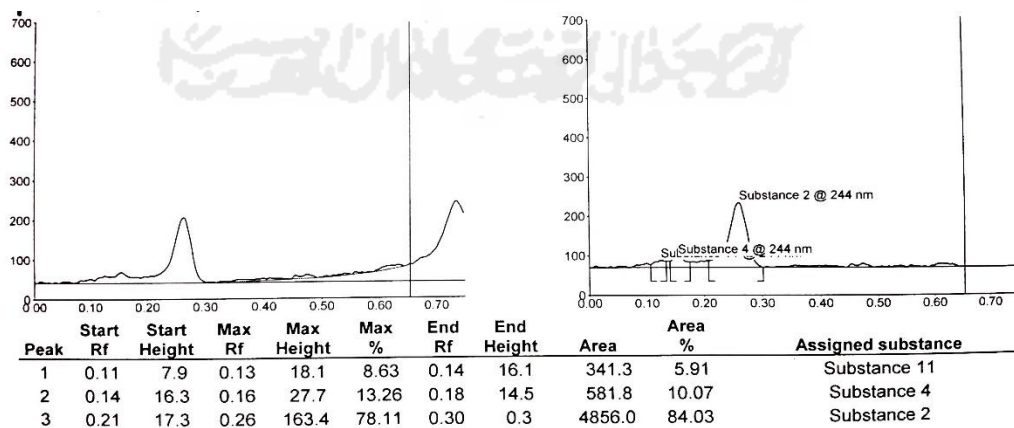 700
600
500
400
300
200
100
0
0.00 0.10 0.20 0.30 0.40 0.50 0.60 0.70
700
600
500
400
300
200
100
0
Substance 2 @ 244 nm
Substance 4 @ 244 nm
0.00 0.10 0.20 0.30 0.40 0.50 0.60 0.70
Peak Start Rf Start Height Max Rf Max Height Max % End Rf End Height Area Area % Assigned substance
1 0.11 7.9 0.13 18.1 8.63 0.14 16.1 341.3 5.91 Substance 11
2 0.14 16.3 0.16 27.7 13.26 0.18 14.5 581.8 10.07 Substance 4
3 0.21 17.3 0.26 163.4 78.11 0.30 0.3 4856.0 84.03 Substance 2